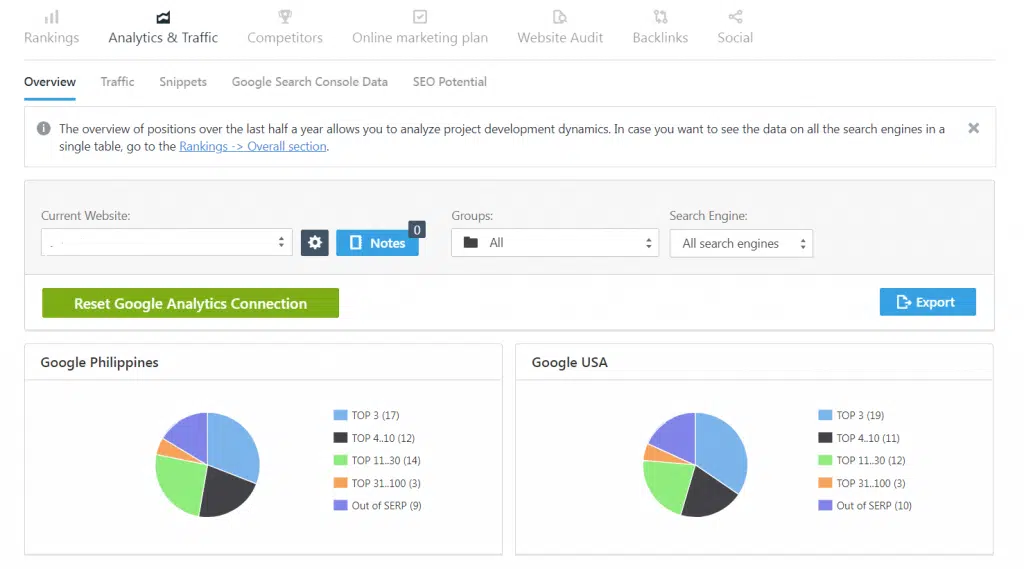 Rankings
Analytics & Traffic
Competitors
Online marketing plan
Website Audit
Backlinks
Social
Overview
Traffic
Snippets
Google Search Console Data
SEO Potential
The overview of positions over the last half a year allows you to analyze project development dynamics. In case you want to see the data on all the search engines in a
single table, go to the Rankings -> Overall section.
Current Website:
Notes
0
Groups:
All
Search Engine:
All search engines
Reset Google Analytics Connection
Export
Google Philippines
TOP 3 (17)
TOP 4..10 (12)
TOP 11..30 (14)
TOP 31..100 (3)
Out of SERP (9)
Google USA
TOP 3 (19)
TOP 4..10 (11)
TOP 11..30 (12)
TOP 31..100 (3)
Out of SERP (10)